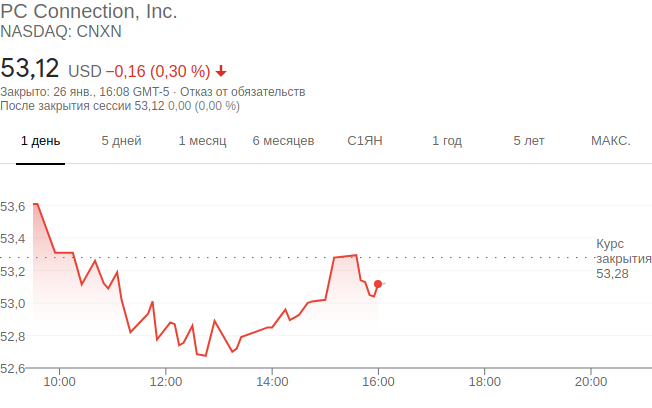 PC Connection, Inc.
NASDAQ: CNXN
53,12 USD −0,16 (0,30 %)
Закрыто: 26 янв., 16:08 GMT-5 · Отказ от обязательств
После закрытия сессии 53,12 0,00 (0,00 %)
1 день 5 дней 1 месяц 6 месяцев С1ЯН 1 год 5 лет МАКС.
53,6
53,4
Курс
закрытия
53,28
53,2
53,0
52,8
52,6
10:00 12:00 14:00 16:00 18:00 20:00